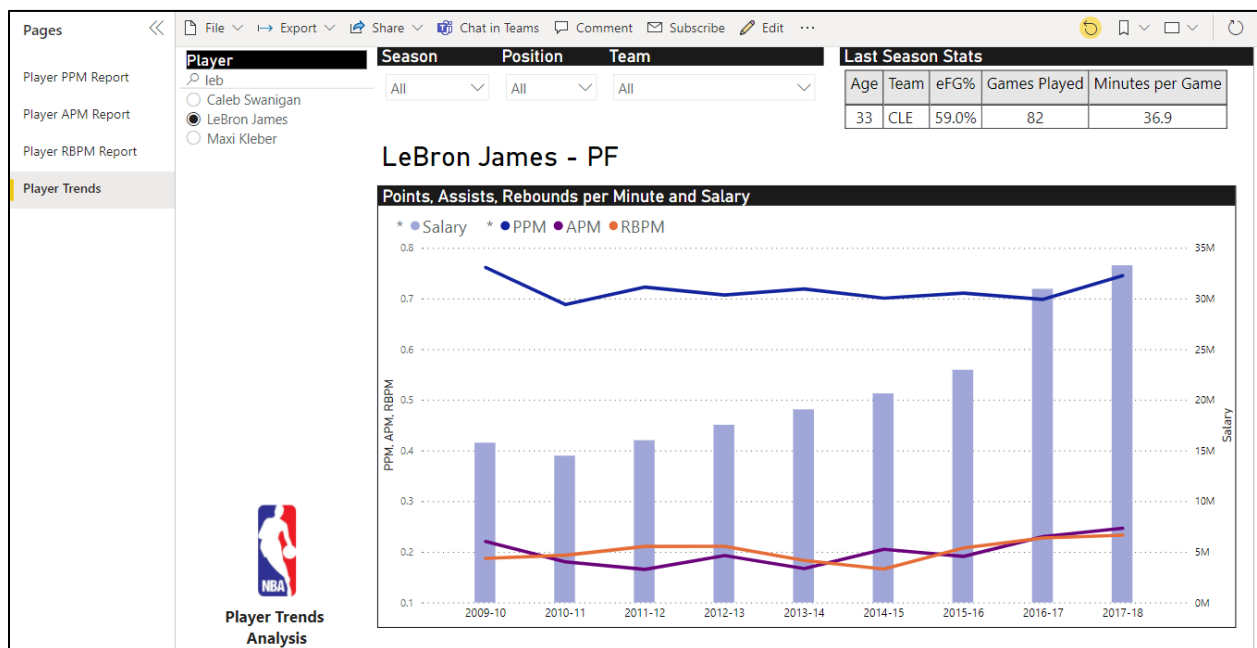 Pages
File
Export
Share
Chat in Teams
Comment
Subscribe
Edit
Player PPM Report
Player APM Report
Player RBPM Report
Player Trends
Player
leb
Caleb Swanigan
LeBron James
Maxi Kleber
Season Position Team
All All All
Last Season Stats
Age Team eFG% Games Played Minutes per Game
33 CLE 59.0% 82 36.9
LeBron James - PF
Points, Assists, Rebounds per Minute and Salary
* Salary * PPM APM RBPM
PPM, APM, RBPM
0.8
0.7
0.6
0.5
0.4
0.3
0.2
0.1
35M
30M
25M
20M
15M
10M
5M
0M
Salary
2009-10 2010-11 2011-12 2012-13 2013-14 2014-15 2015-16 2016-17 2017-18
NBA
Player Trends
Analysis